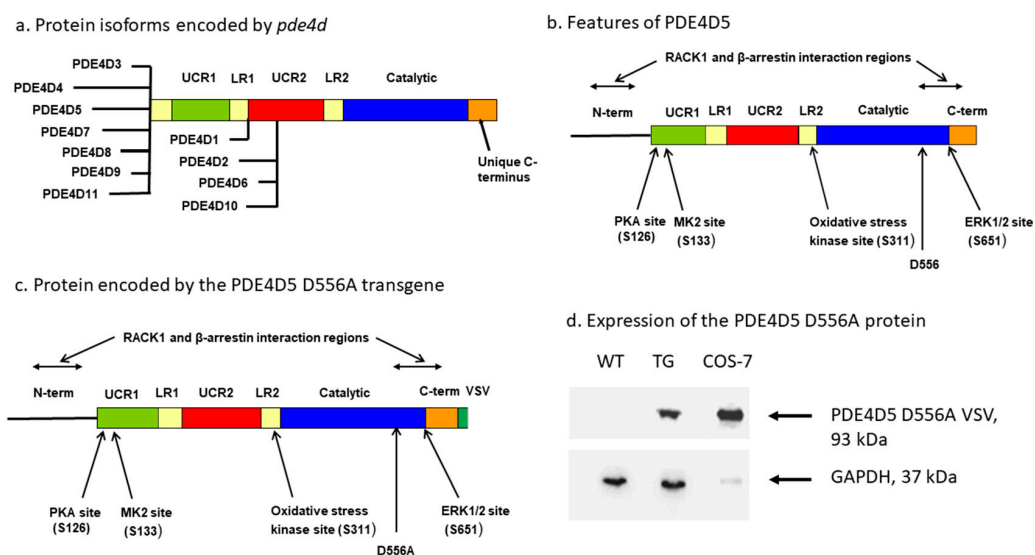 a. Protein isoforms encoded by pde4d
PDE4D3
PDE4D4
PDE4D5
PDE4D7
PDE4D8
PDE4D9
PDE4D11
UCR1 LR1 UCR2 LR2 Catalytic
PDE4D1
PDE4D2
PDE4D6
PDE4D10
Unique C-
terminus
b. Features of PDE4D5
RACK1 and β-arrestin interaction regions
N-term C-term
UCR1 LR1 UCR2 LR2 Catalytic
PKA site
(S126)
MK2 site
(S133)
Oxidative stress
kinase site (S311)
D556
ERK1/2 site
(S651)
c. Protein encoded by the PDE4D5 D556A transgene
RACK1 and β-arrestin interaction regions
N-term UCR1 LR1 UCR2 LR2 Catalytic C-term VSV
PKA site
(S126)
MK2 site
(S133)
Oxidative stress
kinase site (S311)
D556A
ERK1/2 site
(S651)
d. Expression of the PDE4D5 D556A protein
WT TG COS-7
PDE4D5 D556A VSV,
93 kDa
GAPDH, 37 kDa